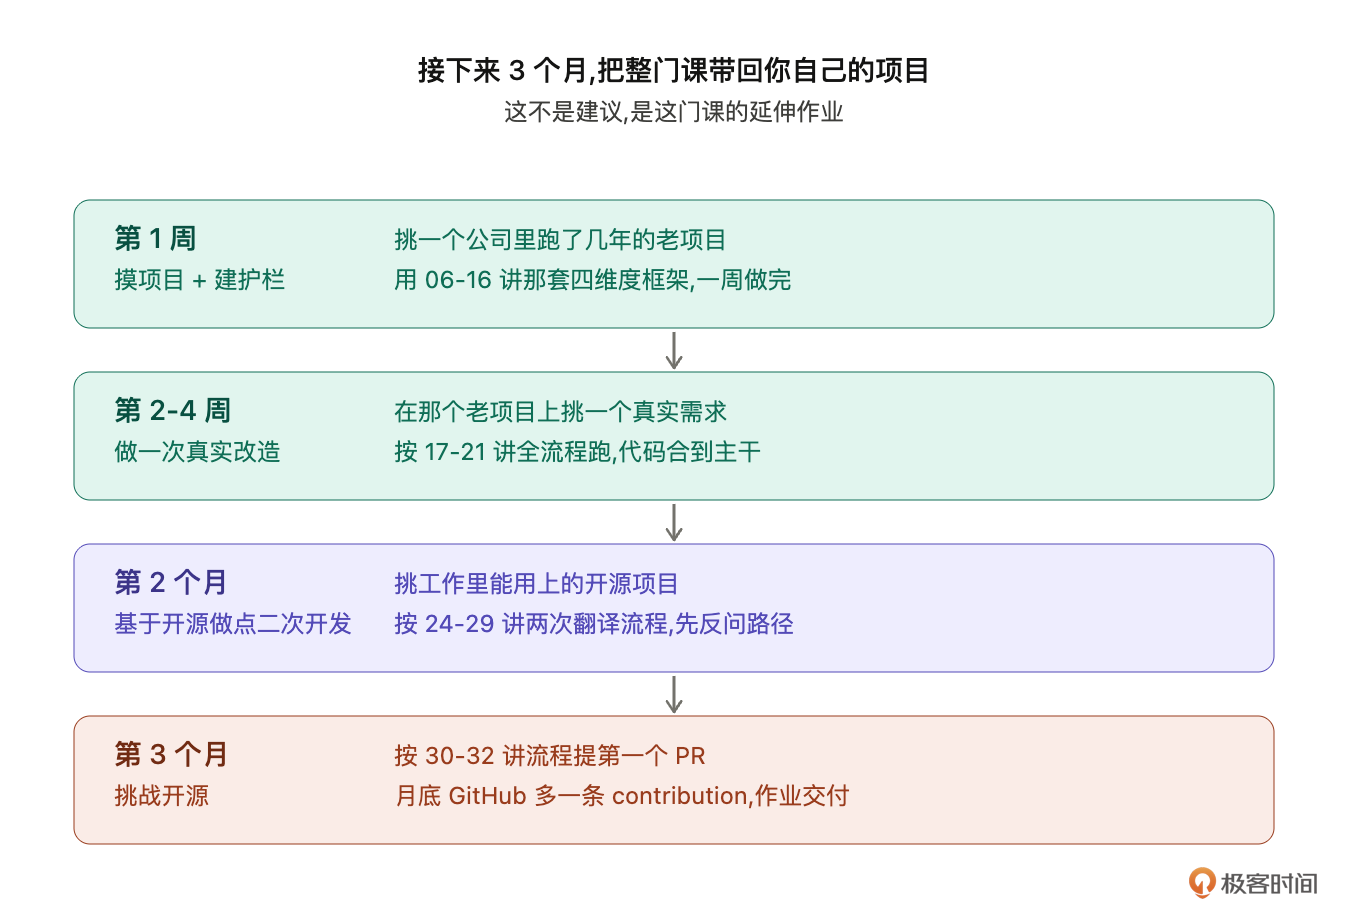 接下来 3 个月,把整门课带回你自己的项目
这不是建议,是这门课的延伸作业
第 1 周
挑一个公司里跑了几年的老项目
摸项目 + 建护栏
用 06-16 讲那套四维度框架,一周做完
第 2-4 周
在那个老项目上挑一个真实需求
做一次真实改造
按 17-21 讲全流程跑,代码合到主干
第 2 个月
挑工作里能用上的开源项目
基于开源做点二次开发
按 24-29 讲两次翻译流程,先反问路径
第 3 个月
按 30-32 讲流程提第一个 PR
挑战开源
月底 GitHub 多一条 contribution,作业交付
极客时间